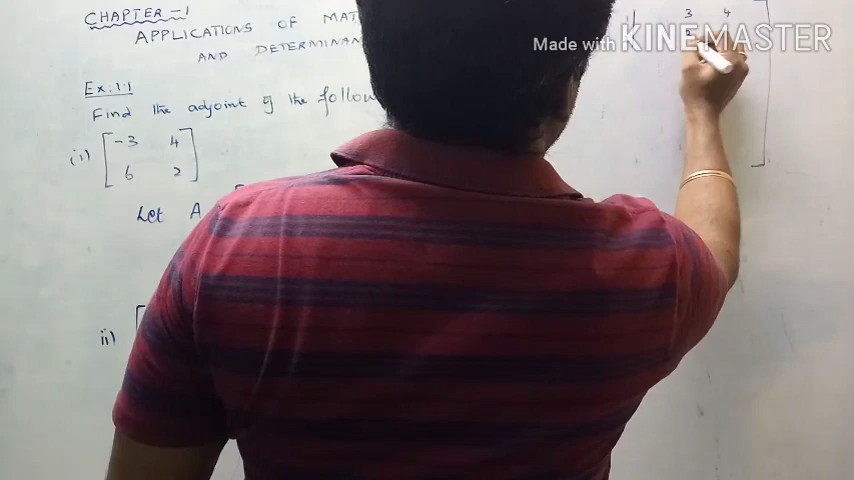 CHAPTER-1
APPLICATIONS OF MAT
AND DETERMINAN
Ex.1.1
Find the adjoint of the follow
(i) -3 4
6 2
Let A
ii)
3 4
Made with KINEMASTER